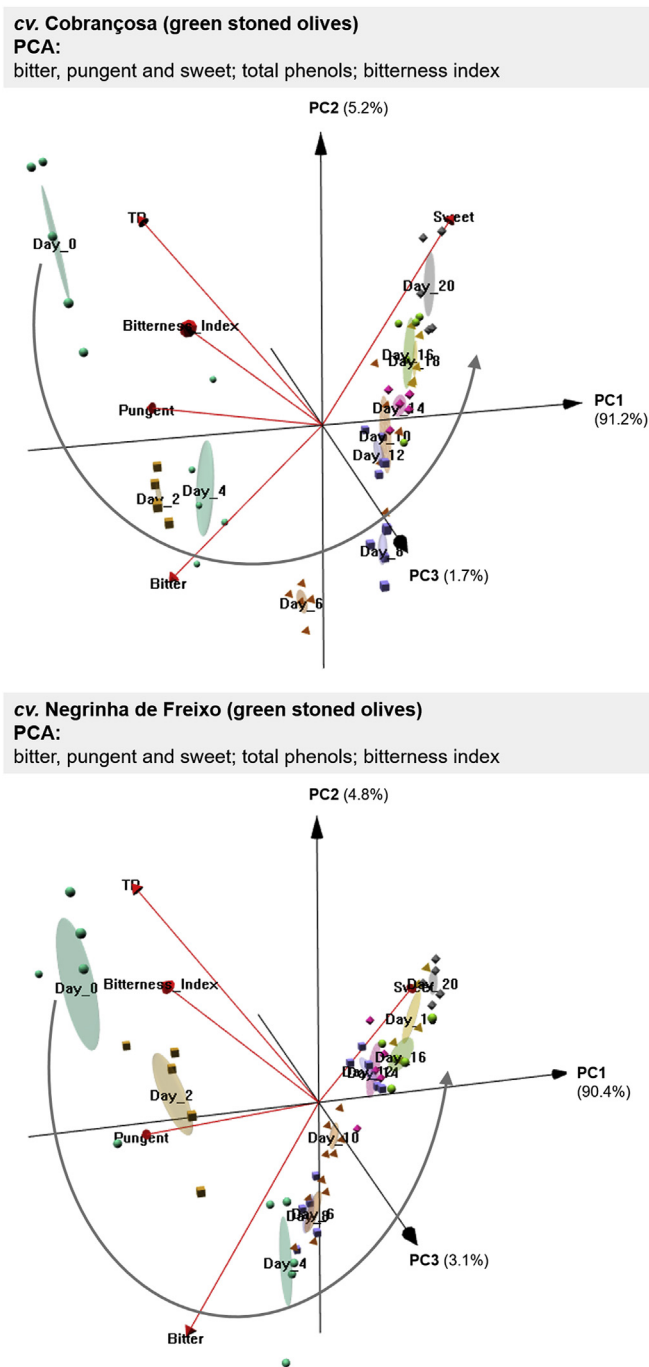 cv. Cobrançosa (green stoned olives)
PCA:
bitter, pungent and sweet; total phenols; bitterness index
PC2 (5.2%)
TP
Sweet
Day_0
Day_20
Bitterness_Index
Day_16
Day_18
Pungent
Day_14
PC1
(91.2%)
Day_10
Day_12
Day_2
Day_4
Day_8
Bitter
PC3 (1.7%)
Day_6
cv. Negrinha de Freixo (green stoned olives)
PCA:
bitter, pungent and sweet; total phenols; bitterness index
PC2 (4.8%)
TP
Day_0
Bitterness_Index
Sweet
Day_20
Day_16
PC1
(90.4%)
Day_2
Pungent
Day_10
Day_6
Day_4
PC3 (3.1%)
Bitter